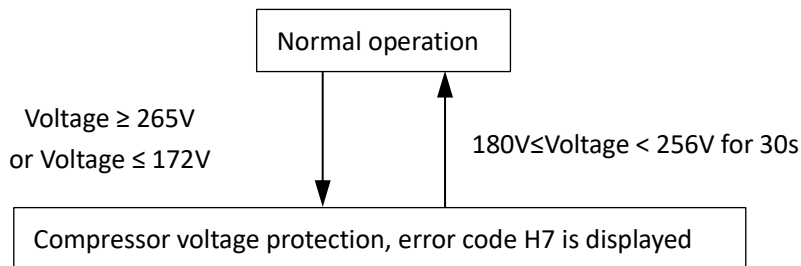 Normal operation
Voltage ≥ 265V
or Voltage ≤ 172V
180V≤Voltage < 256V for 30s
Compressor voltage protection, error code H7 is displayed